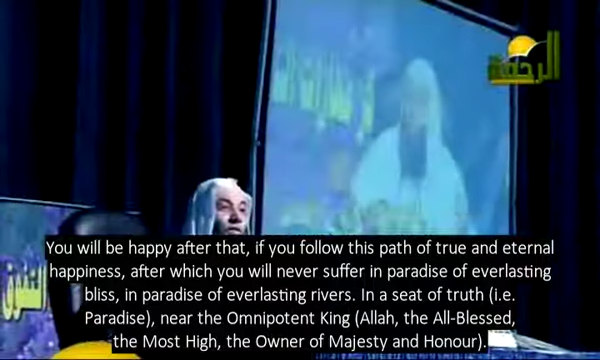 الرحمة
You will be happy after that, if you follow this path of true and eternal
happiness, after which you will never suffer in paradise of everlasting
bliss, in paradise of everlasting rivers. In a seat of truth (i.e.
Paradise), near the Omnipotent King (Allah, the All-Blessed,
the Most High, the Owner of Majesty and Honour).